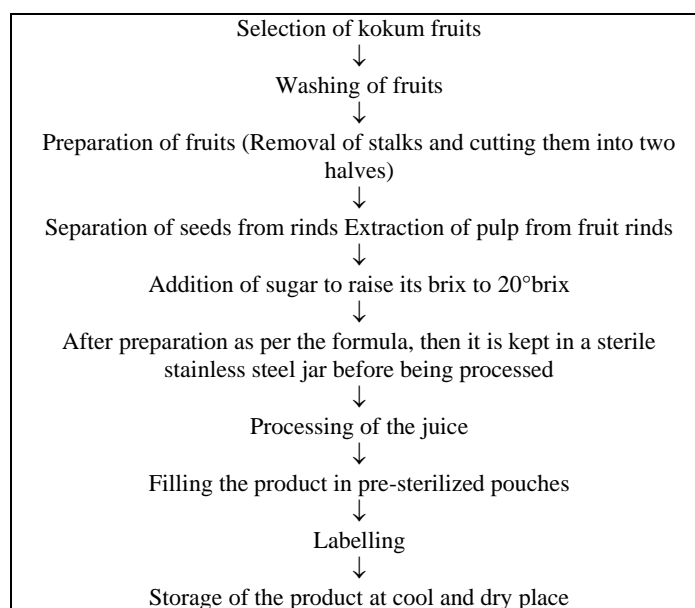 Selection of kokum fruits
↓
Washing of fruits
↓
Preparation of fruits (Removal of stalks and cutting them into two
halves)
↓
Separation of seeds from rinds Extraction of pulp from fruit rinds
↓
Addition of sugar to raise its brix to 20°brix
↓
After preparation as per the formula, then it is kept in a sterile
stainless steel jar before being processed
↓
Processing of the juice
↓
Filling the product in pre-sterilized pouches
↓
Labelling
↓
Storage of the product at cool and dry place